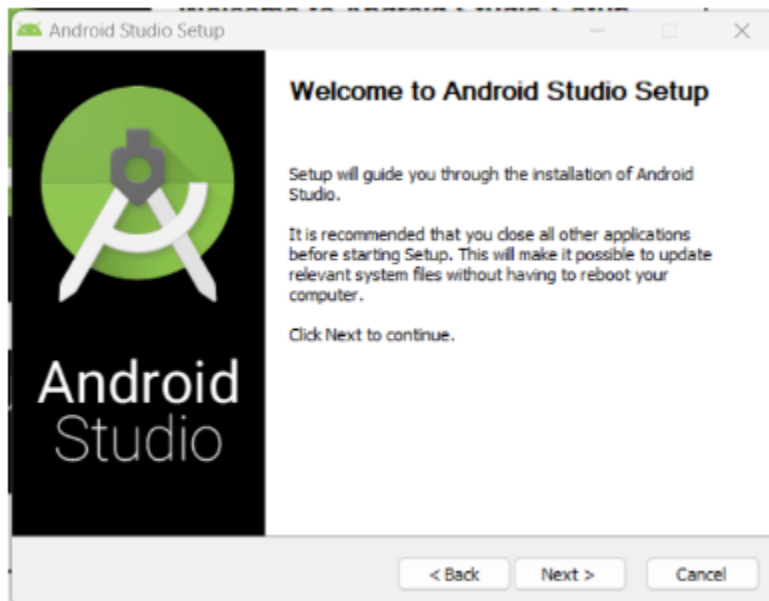 Android Studio Setup
Welcome to Android Studio Setup
Setup will guide you through the installation of Android
Studio.
It is recommended that you close all other applications
before starting Setup. This will make it possible to update
relevant system files without having to reboot your
computer.
Click Next to continue.
Android
Studio
< Back
Next >
Cancel